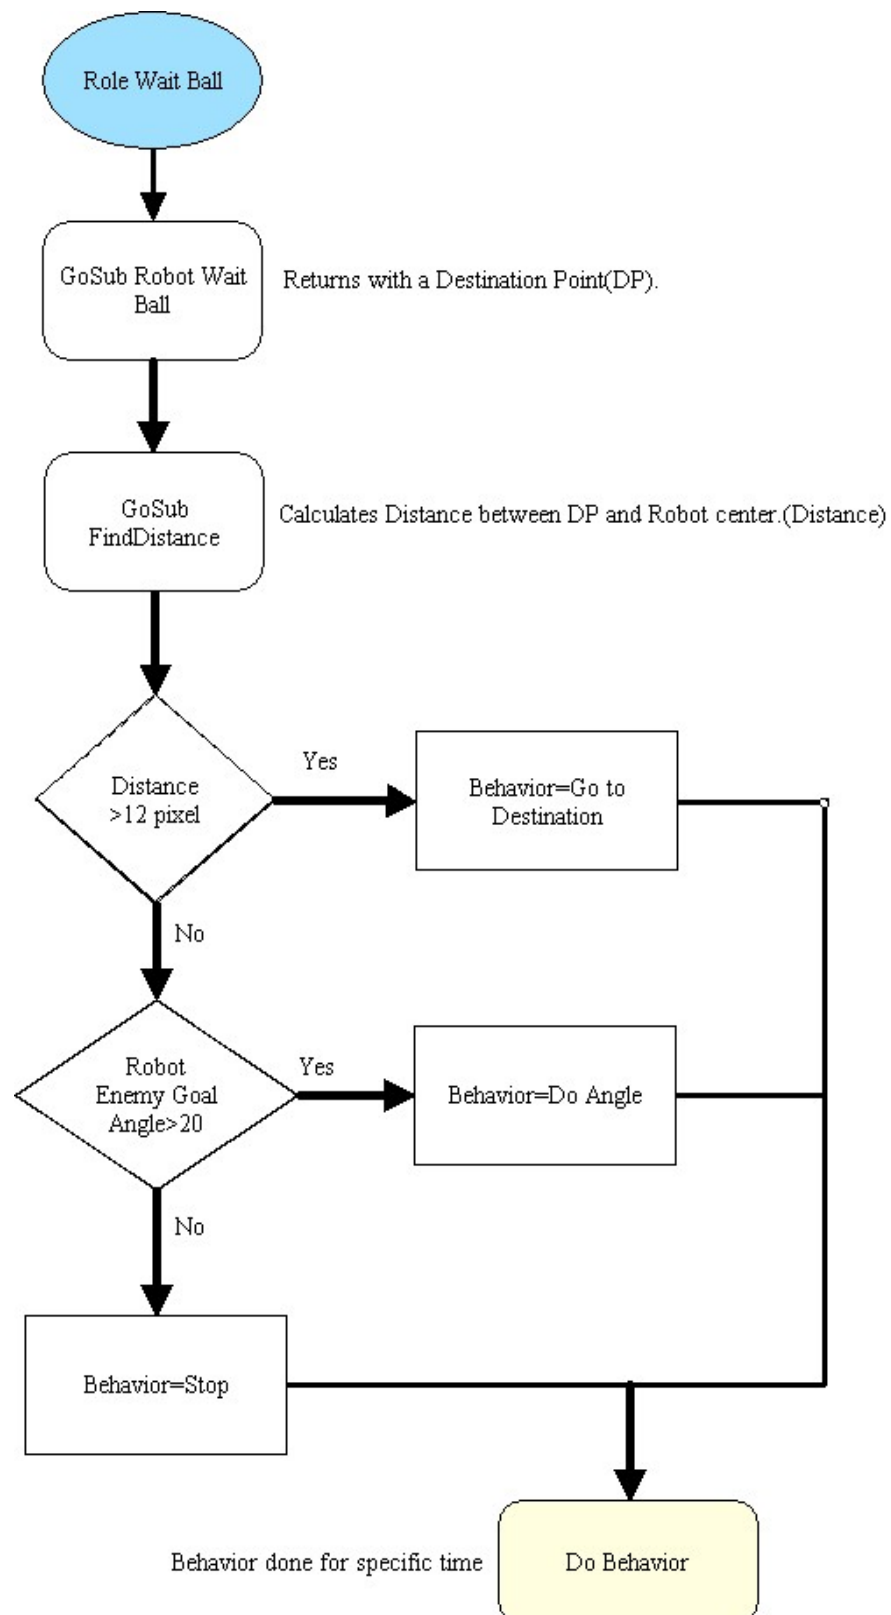 Role Wait Ball
GoSub Robot Wait
Ball
Returns with a Destination Point(DP).
GoSub
FindDistance
Calculates Distance between DP and Robot center.(Distance)
Distance
>12 pixel
Yes
Behavior=Go to
Destination
No
Robot
Enemy Goal
Angle>20
Yes
Behavior=Do Angle
No
Behavior=Stop
Behavior done for specific time
Do Behavior